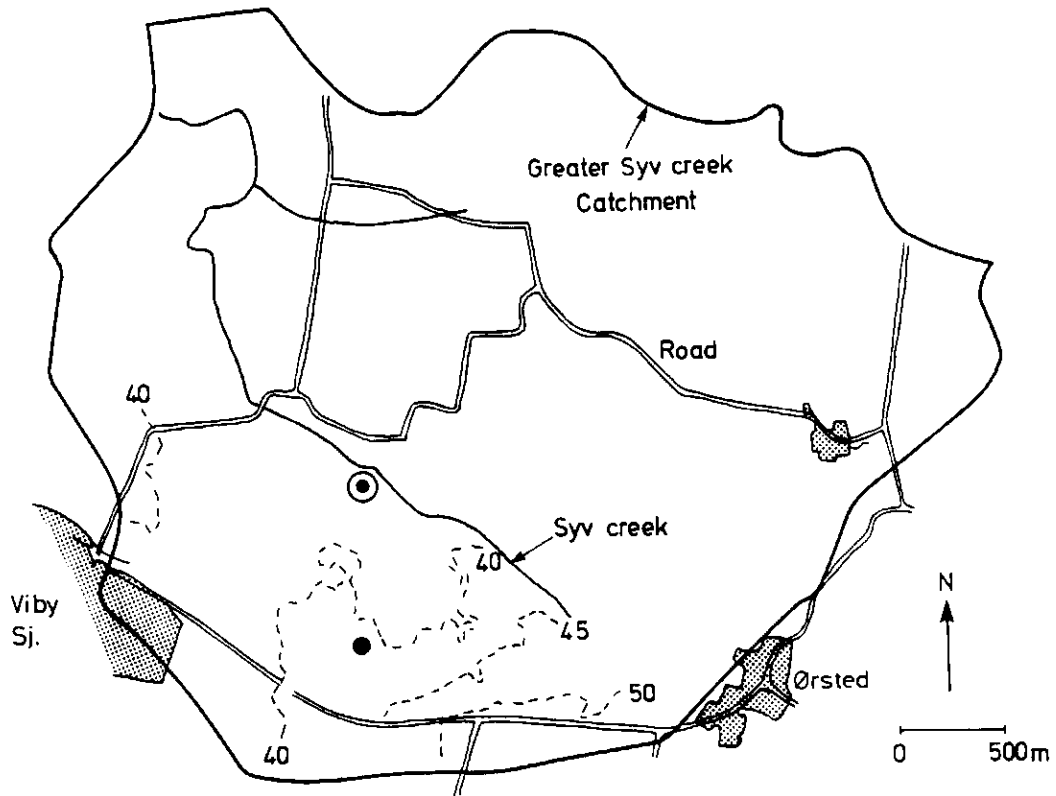 Greater Syv creek
Catchment
Road
40
Syv creek
40
45
Viby
Sj.
N
Ørsted
50
40
0 500m